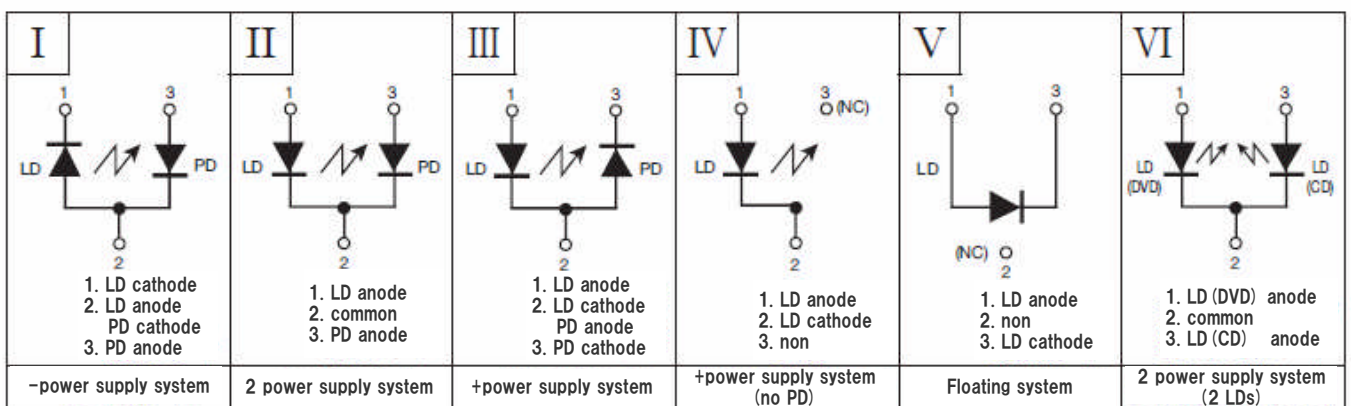 I
1
3
LD
PD
2
1. LD cathode
2. LD anode
PD cathode
3. PD anode
-power supply system
II
1
3
LD
PD
2
1. LD anode
2. common
3. PD anode
2 power supply system
III
1
3
LD
PD
2
1. LD anode
2. LD cathode
PD anode
3. PD cathode
+power supply system
IV
1
3
(NC)
LD
2
1. LD anode
2. LD cathode
3. non
+power supply system
(no PD)
V
1
3
LD
(NC)
2
1. LD anode
2. non
3. LD cathode
Floating system
VI
1
3
LD
(DVD)
LD
(CD)
2
1. LD (DVD) anode
2. common
3. LD (CD) anode
2 power supply system
(2 LDs)